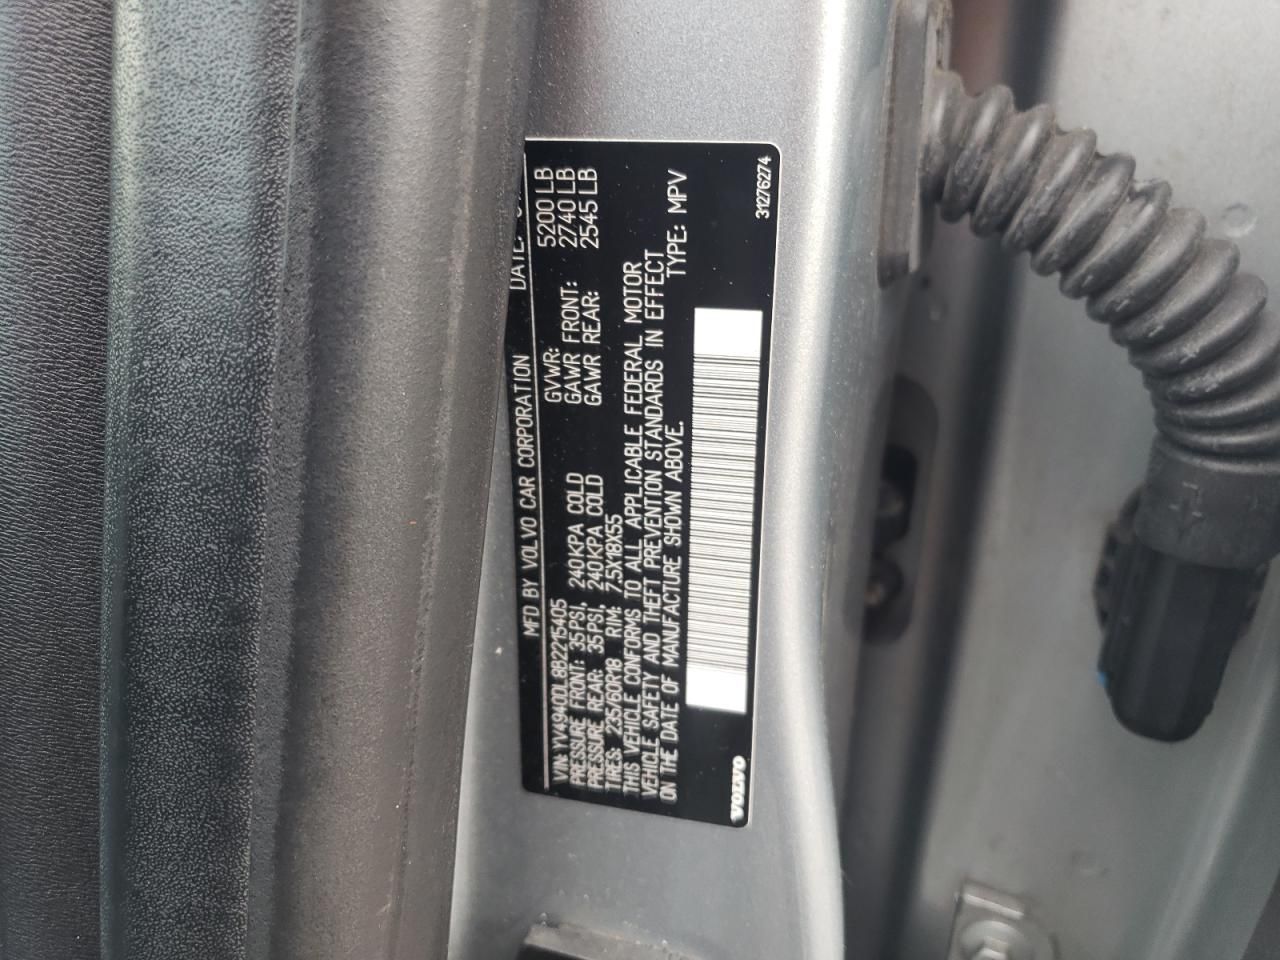 MFD BY VOLVO CAR CORPORATION DATE:
VIN: YV4940DL8B2215405 GVWR: 5200 LB
PRESSURE FRONT: 35PSI, 240KPA COLD GAWR FRONT: 2740 LB
PRESSURE REAR: 35PSI, 240KPA COLD GAWR REAR: 2545 LB
TIRES: 235/60R18 RIM: 7.5X18X55
THIS VEHICLE CONFORMS TO ALL APPLICABLE FEDERAL MOTOR
VEHICLE SAFETY AND THEFT PREVENTION STANDARDS IN EFFECT
ON THE DATE OF MANUFACTURE SHOWN ABOVE. TYPE: MPV
VOLVO 31276274